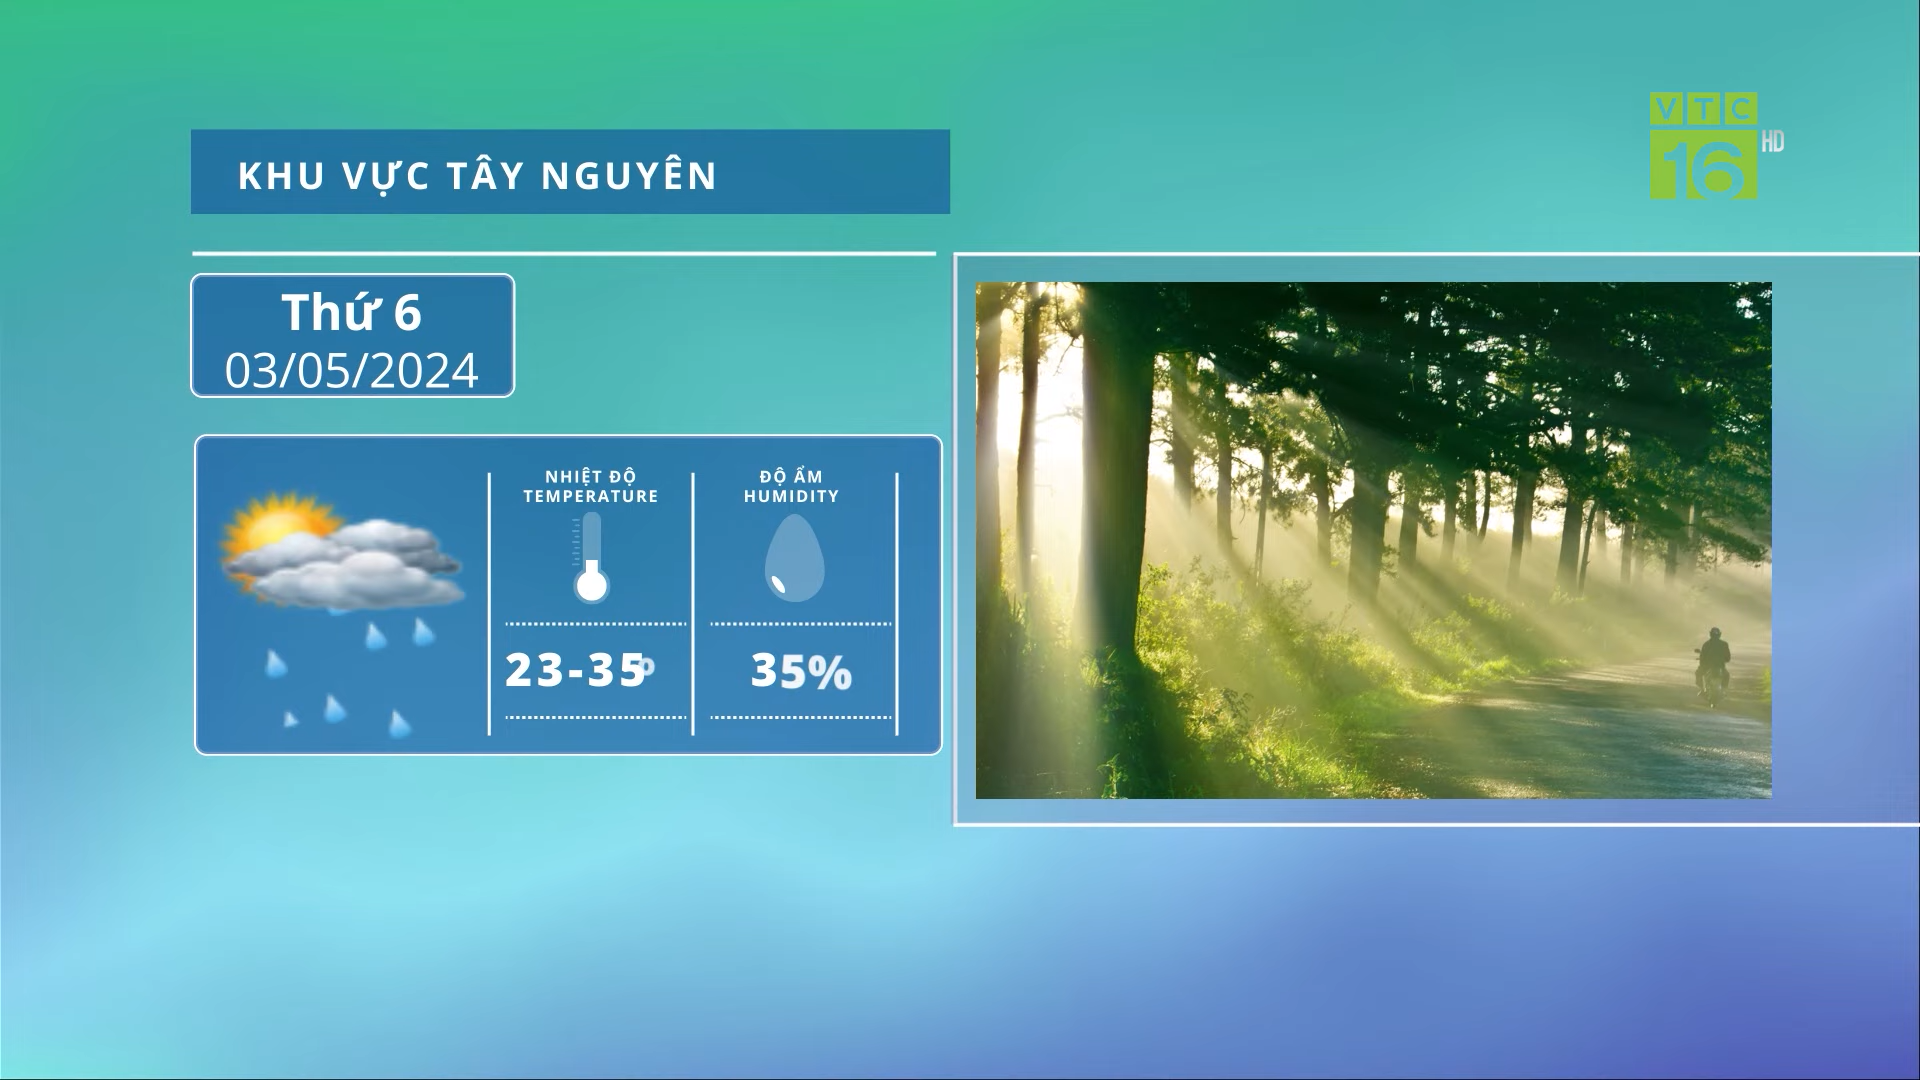 VTC
16 HD
KHU VỰC TÂY NGUYÊN
Thứ 6
03/05/2024
NHIỆT ĐỘ
TEMPERATURE
23-35°
ĐỘ ẨM
HUMIDITY
35%